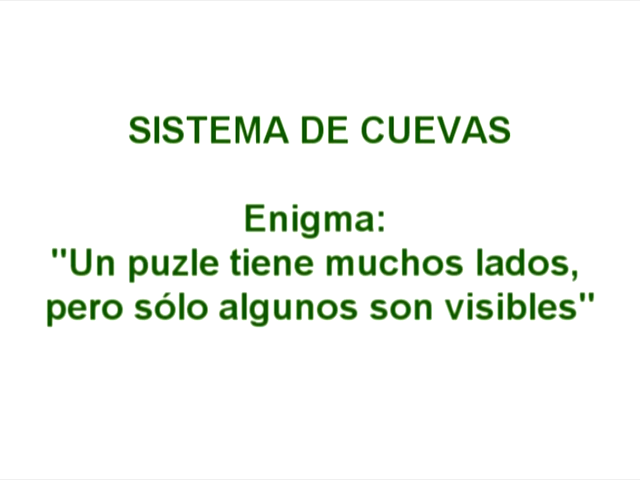 SISTEMA DE CUEVAS
Enigma:
"Un puzle tiene muchos lados,
pero sólo algunos son visibles"